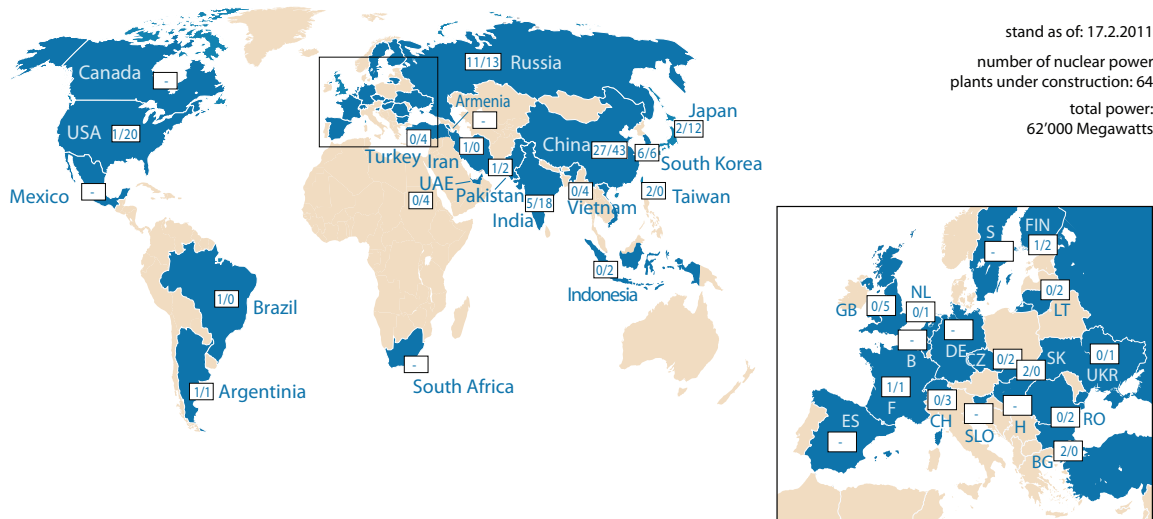 stand as of: 17.2.2011
number of nuclear power
plants under construction: 64
total power:
62'000 Megawatts
Canada
-
USA
1/20
Mexico
-
1/0
Brazil
1/1
Argentinia
11/13
Russia
Armenia
-
0/4
Turkey
Iran
1/0
UAE
0/4
1/2
Pakistan
India
5/18
China
27/43
Japan
2/12
6/6
South Korea
2/0
Taiwan
0/4
Vietnam
0/2
Indonesia
-
South Africa
S
-
FIN
1/2
0/2
LT
GB
0/5
NL
0/1
-
B
-
DE
CZ
0/2
2/0
SK
0/1
UKR
1/1
F
0/3
CH
-
SLO
-
H
0/2
RO
2/0
BG
ES
-